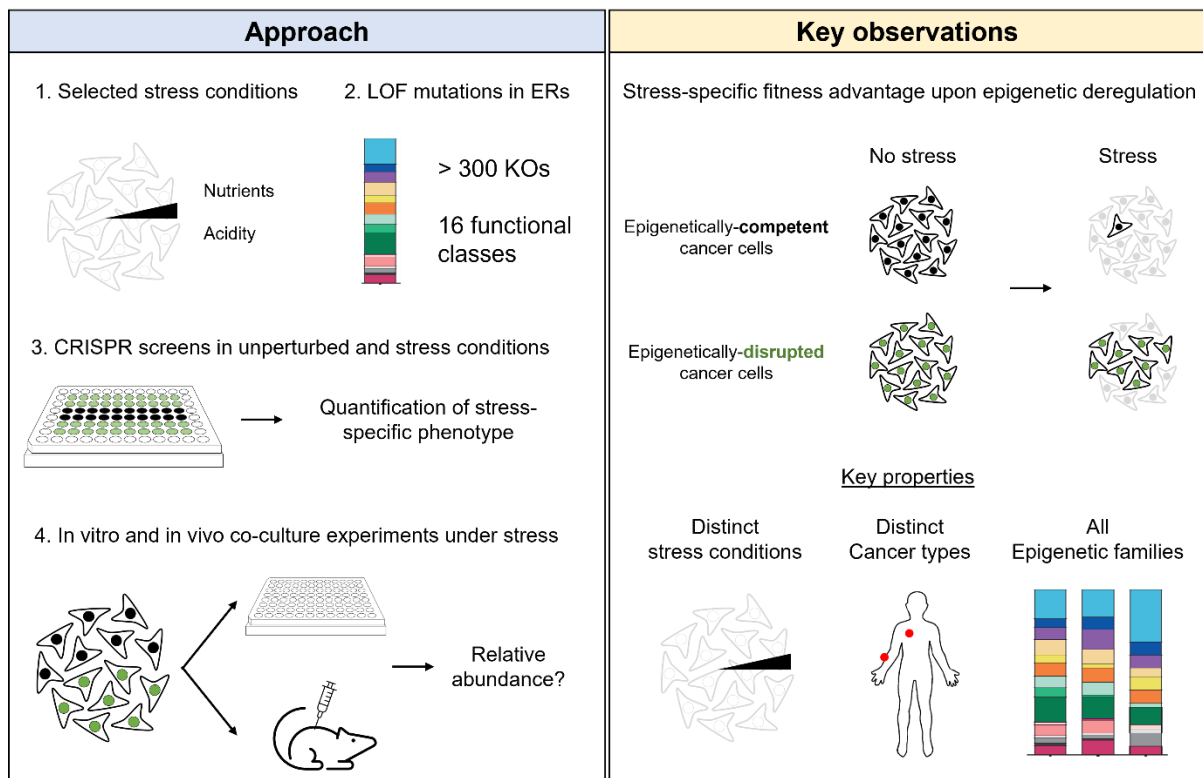 Approach
1. Selected stress conditions
2. LOF mutations in ERs
Nutrients
Acidity
> 300 KOs
16 functional
classes
3. CRISPR screens in unperturbed and stress conditions
Quantification of stress-
specific phenotype
4. In vitro and in vivo co-culture experiments under stress
Relative
abundance?
Key observations
Stress-specific fitness advantage upon epigenetic deregulation
No stress
Stress
Epigenetically-competent
cancer cells
Epigenetically-disrupted
cancer cells
Key properties
Distinct
stress conditions
Distinct
Cancer types
All
Epigenetic families